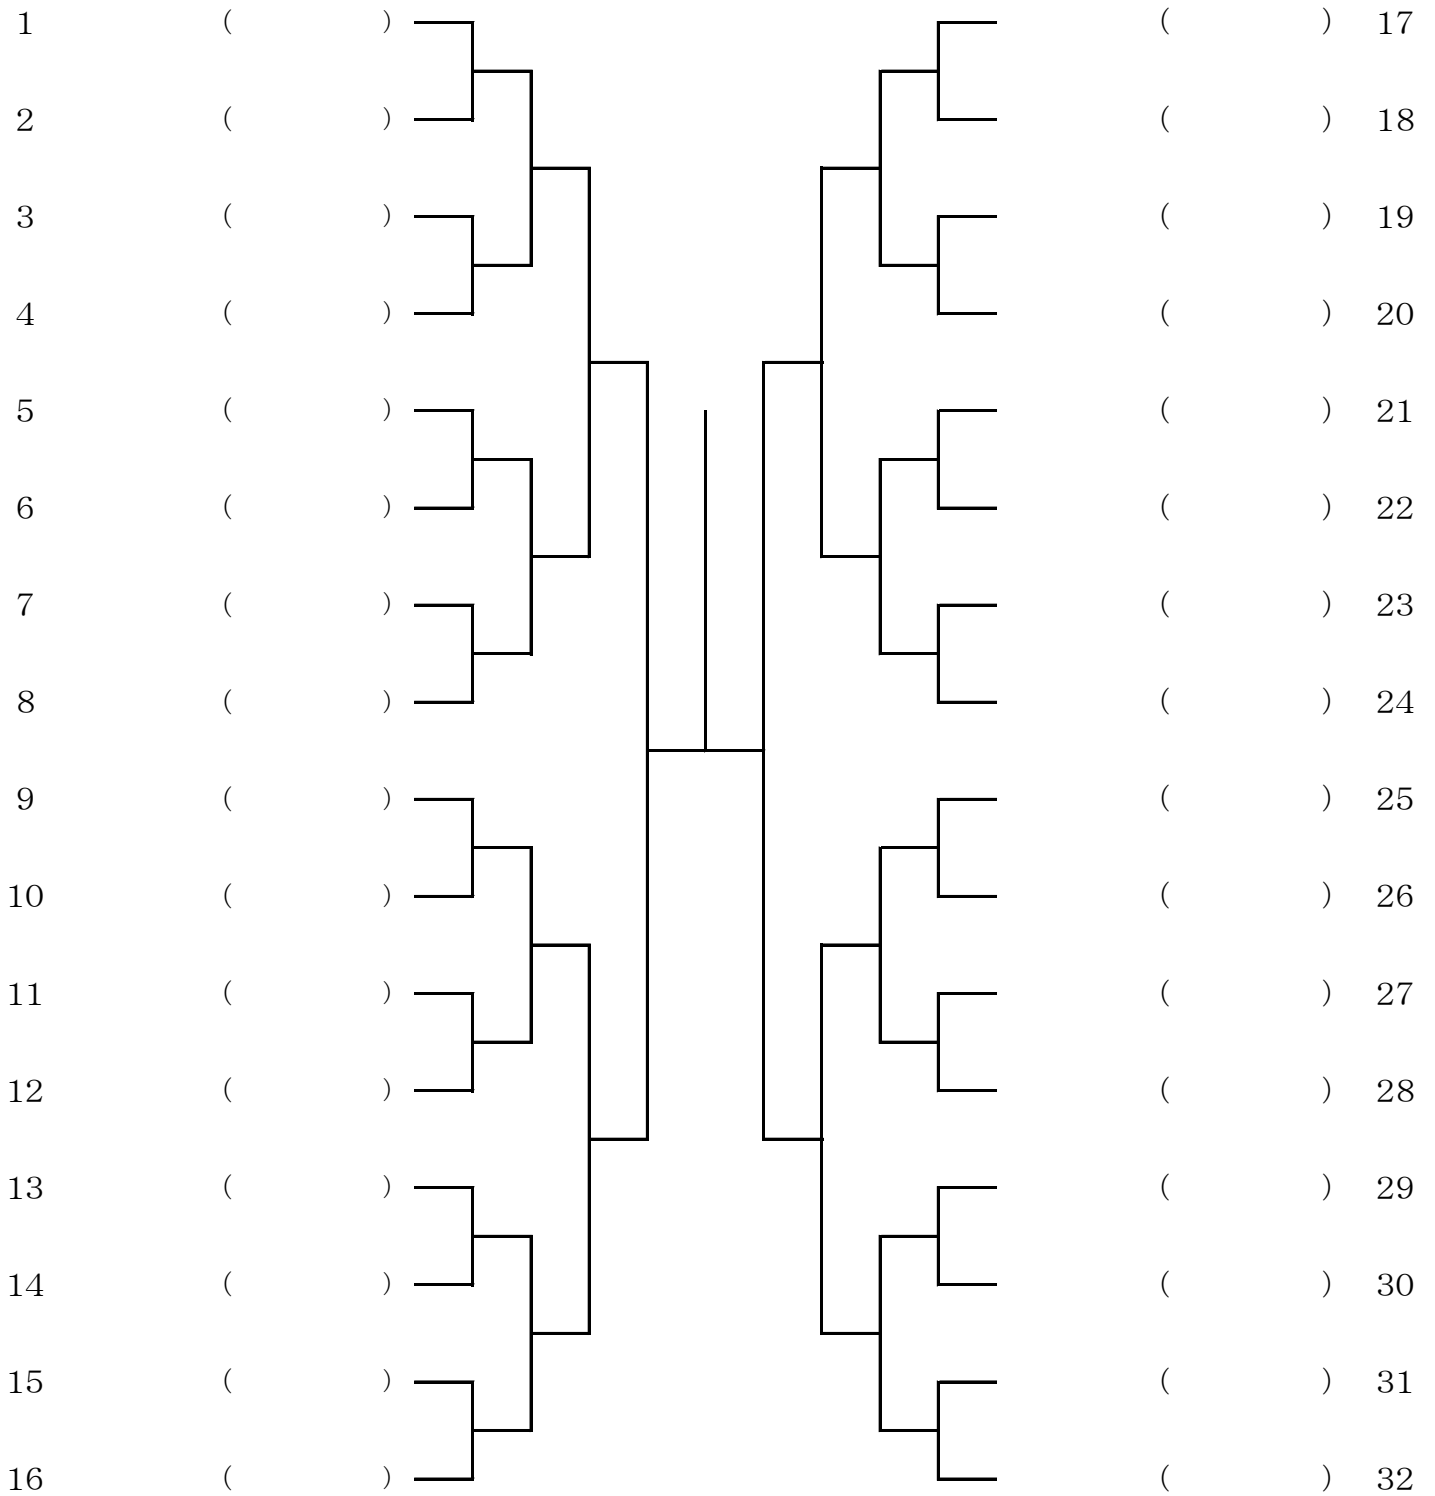 1 ( ) ( ) 17
2 ( ) ( ) 18
3 ( ) ( ) 19
4 ( ) ( ) 20
5 ( ) ( ) 21
6 ( ) ( ) 22
7 ( ) ( ) 23
8 ( ) ( ) 24
9 ( ) ( ) 25
10 ( ) ( ) 26
11 ( ) ( ) 27
12 ( ) ( ) 28
13 ( ) ( ) 29
14 ( ) ( ) 30
15 ( ) ( ) 31
16 ( ) ( ) 32